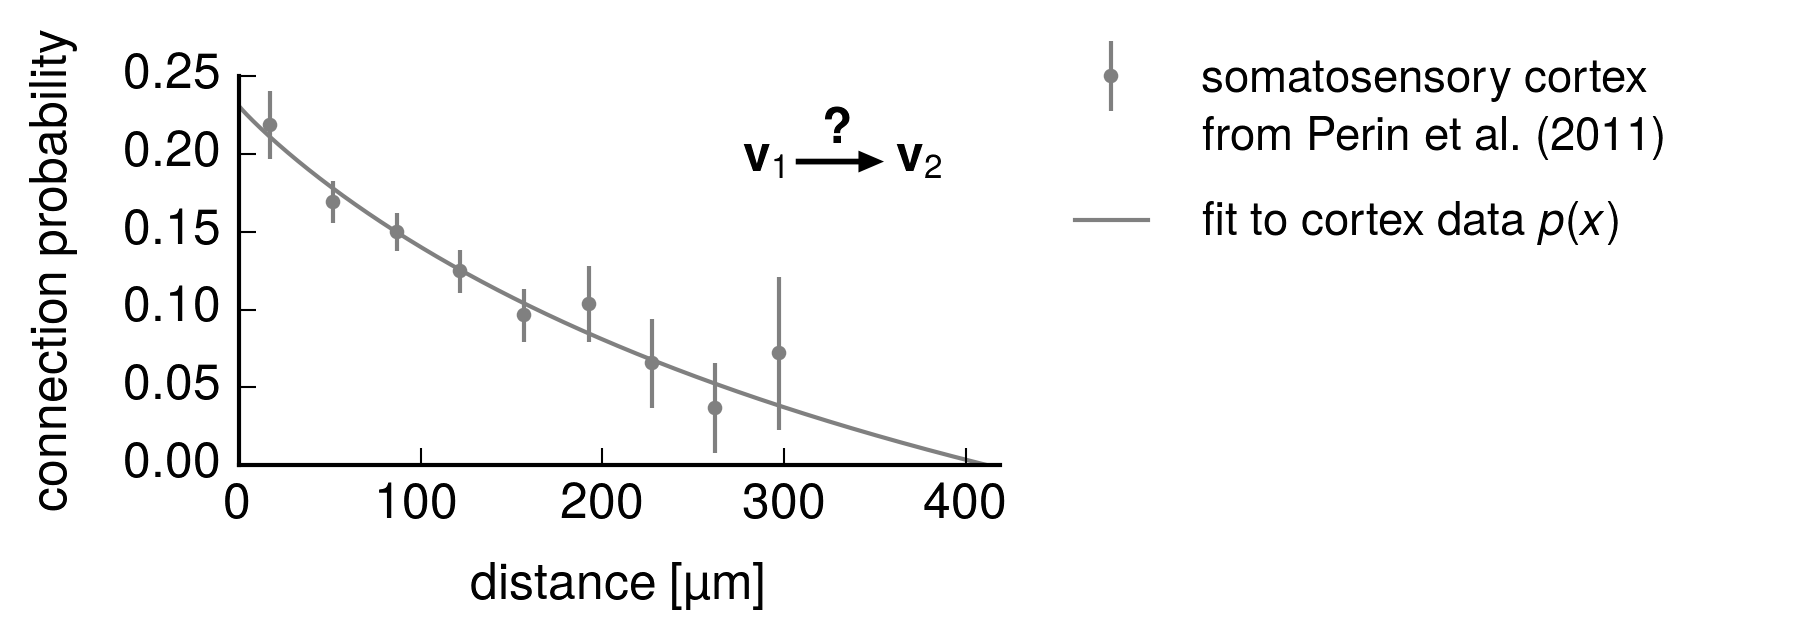 connection probability
0.25
0.20
0.15
0.10
0.05
0.00
0 100 200 300 400
distance [µm]
?
v₁ v₂
somatosensory cortex
from Perin et al. (2011)
fit to cortex data p(x)